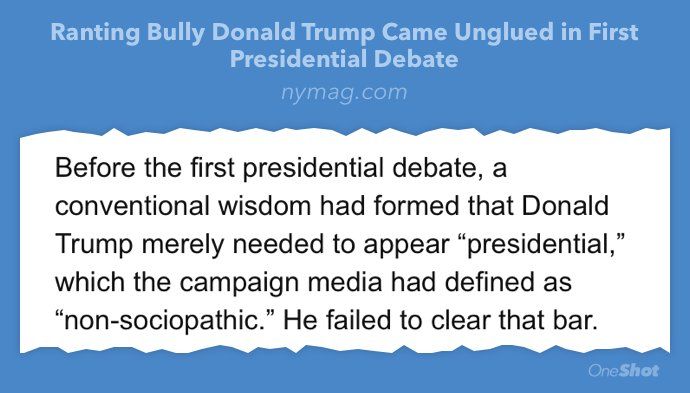 Ranting Bully Donald Trump Came Unglued in First
Presidential Debate
nymag.com
Before the first presidential debate, a
conventional wisdom had formed that Donald
Trump merely needed to appear “presidential,”
which the campaign media had defined as
“non-sociopathic.” He failed to clear that bar.
OneShot